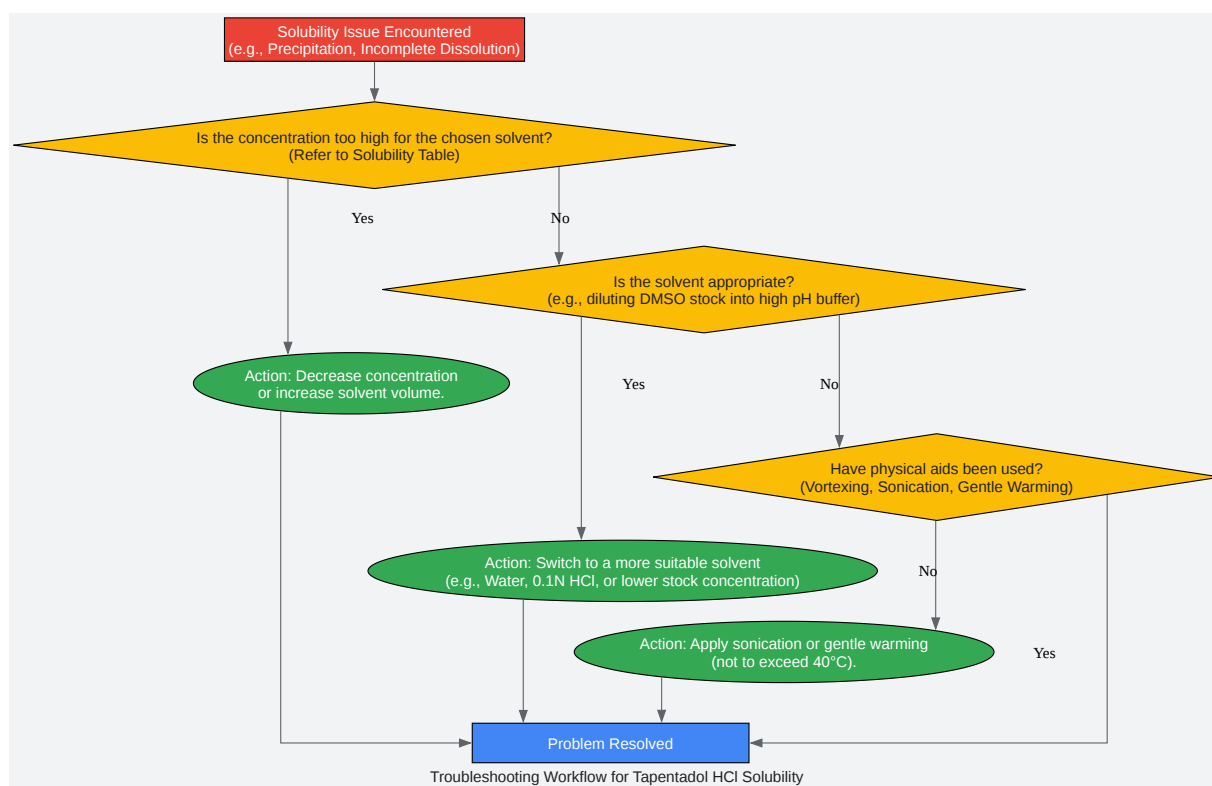 Solubility Issue Encountered
(e.g., Precipitation, Incomplete Dissolution)
Is the concentration too high for the chosen solvent?
(Refer to Solubility Table)
Yes
No
Is the solvent appropriate?
(e.g., diluting DMSO stock into high pH buffer)
Action: Decrease concentration
or increase solvent volume.
Yes
No
Have physical aids been used?
(Vortexing, Sonication, Gentle Warming)
Action: Switch to a more suitable solvent
(e.g., Water, 0.1N HCl, or lower stock concentration)
No
Action: Apply sonication or gentle warming
(not to exceed 40°C).
Yes
Problem Resolved
Troubleshooting Workflow for Tapentadol HCl Solubility